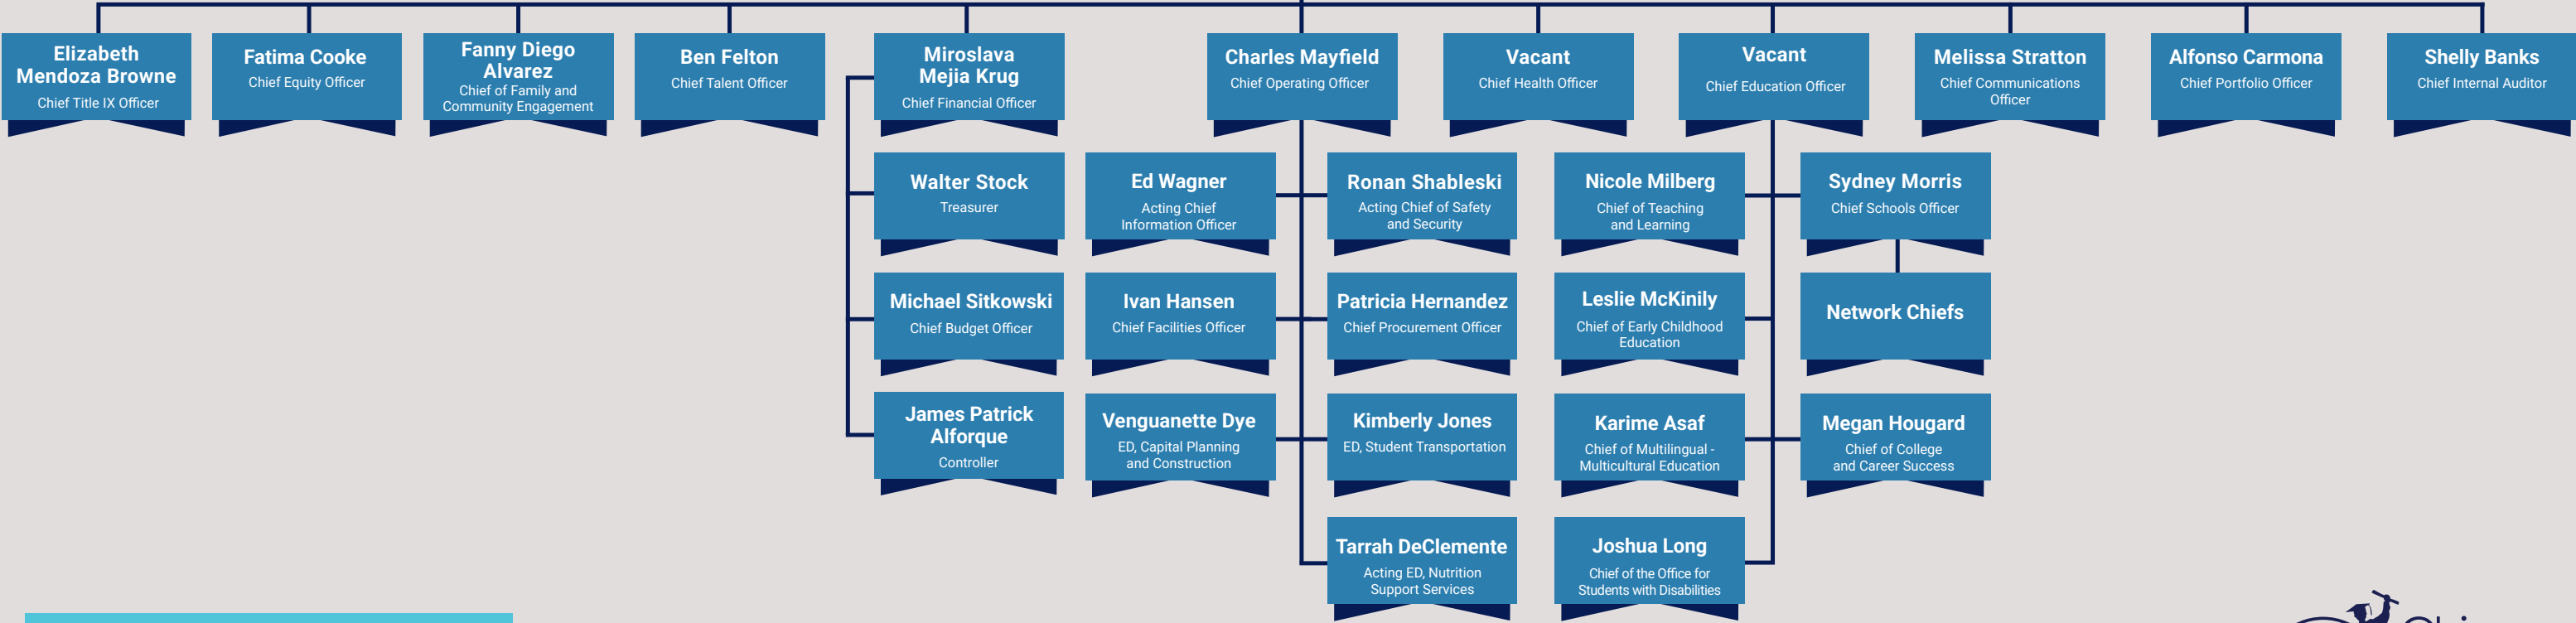 Elizabeth
Mendoza Browne
Chief Title IX Officer
Fatima Cooke
Chief Equity Officer
Fanny Diego
Alvarez
Chief of Family and
Community Engagement
Ben Felton
Chief Talent Officer
Miroslava
Mejia Krug
Chief Financial Officer
Charles Mayfield
Chief Operating Officer
Vacant
Chief Health Officer
Vacant
Chief Education Officer
Melissa Stratton
Chief Communications
Officer
Alfonso Carmona
Chief Portfolio Officer
Shelly Banks
Chief Internal Auditor
Walter Stock
Treasurer
Ed Wagner
Acting Chief
Information Officer
Ronan Shableski
Acting Chief of Safety
and Security
Nicole Milberg
Chief of Teaching
and Learning
Sydney Morris
Chief Schools Officer
Michael Sitkowski
Chief Budget Officer
Ivan Hansen
Chief Facilities Officer
Patricia Hernandez
Chief Procurement Officer
Leslie McKinily
Chief of Early Childhood
Education
Network Chiefs
James Patrick
Alforque
Controller
Venguanette Dye
ED, Capital Planning
and Construction
Kimberly Jones
ED, Student Transportation
Karime Asaf
Chief of Multilingual -
Multicultural Education
Megan Hougard
Chief of College
and Career Success
Tarrah DeClemente
Acting ED, Nutrition
Support Services
Joshua Long
Chief of the Office for
Students with Disabilities